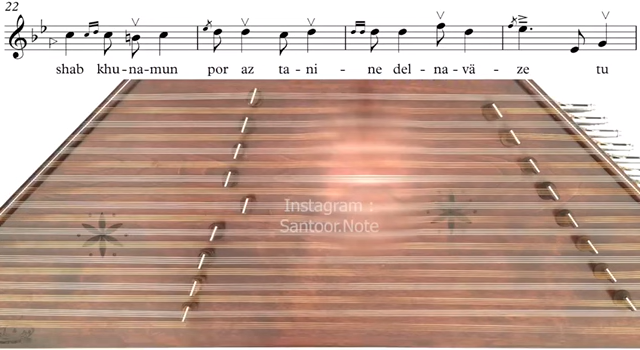 22
shab khu-na-mun por az ta-ni-ne del-na-vä-ze tu
Instagram :
Santoor.Note